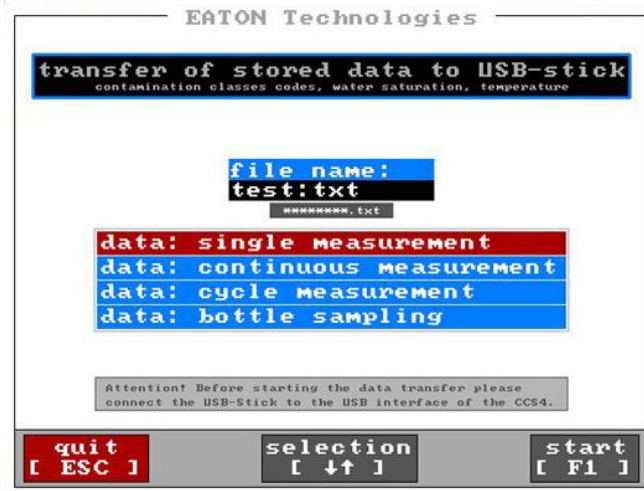 EATON Technologies
transfer of stored data to USB-stick
contamination classes codes, water saturation, temperature
file name:
test:txt
********.txt
data: single measurement
data: continuous measurement
data: cycle measurement
data: bottle sampling
Attention! Before starting the data transfer please
connect the USB-Stick to the USB interface of the CCS4.
quit
[ ESC ]
selection
[ ↓↑ ]
start
[ F1 ]